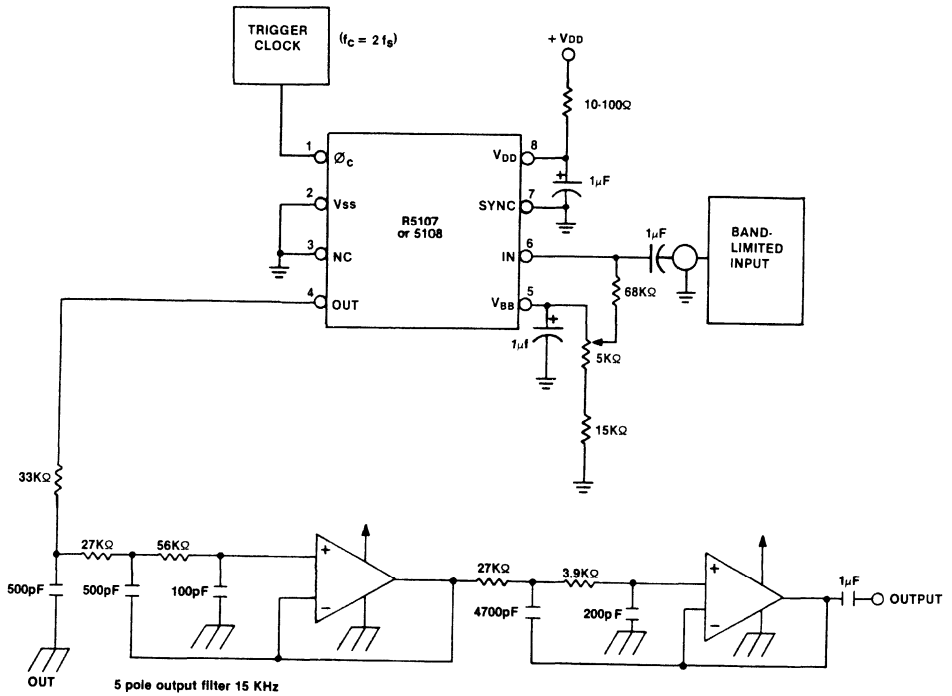 TRIGGER
CLOCK
(fC = 2 fS)
+ VDD
10-100Ω
1
ØC
VDD
8
+
1μF
2
VSS
SYNC
7
R5107
or 5108
3
NC
IN
6
1μF
BAND-
LIMITED
INPUT
68KΩ
4
OUT
VBB
5
+
1μf
5KΩ
15KΩ
33KΩ
27KΩ
56KΩ
+
−
500pF
500pF
100pF
27KΩ
3.9KΩ
+
−
4700pF
200pF
1μF
OUTPUT
OUT
5 pole output filter 15 KHz